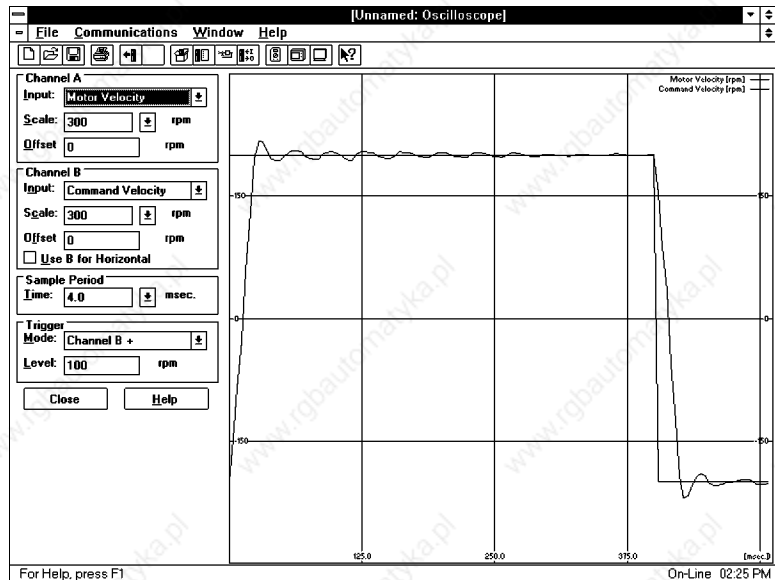 [Unnamed: Oscilloscope]
File Communications Window Help
Channel A
Input: Motor Velocity
Scale: 300 rpm
Offset 0 rpm
Channel B
Input: Command Velocity
Scale: 300 rpm
Offset 0 rpm
Use B for Horizontal
Sample Period
Time: 4.0 msec.
Trigger
Mode: Channel B +
Level: 100 rpm
Close Help
Motor Velocity [rpm]
Command Velocity [rpm]
150 150
0 0
-150 -150
125.0 250.0 375.0 [msec.]
For Help, press F1 On-Line 02:25 PM
www.rgbautomatyka.pl